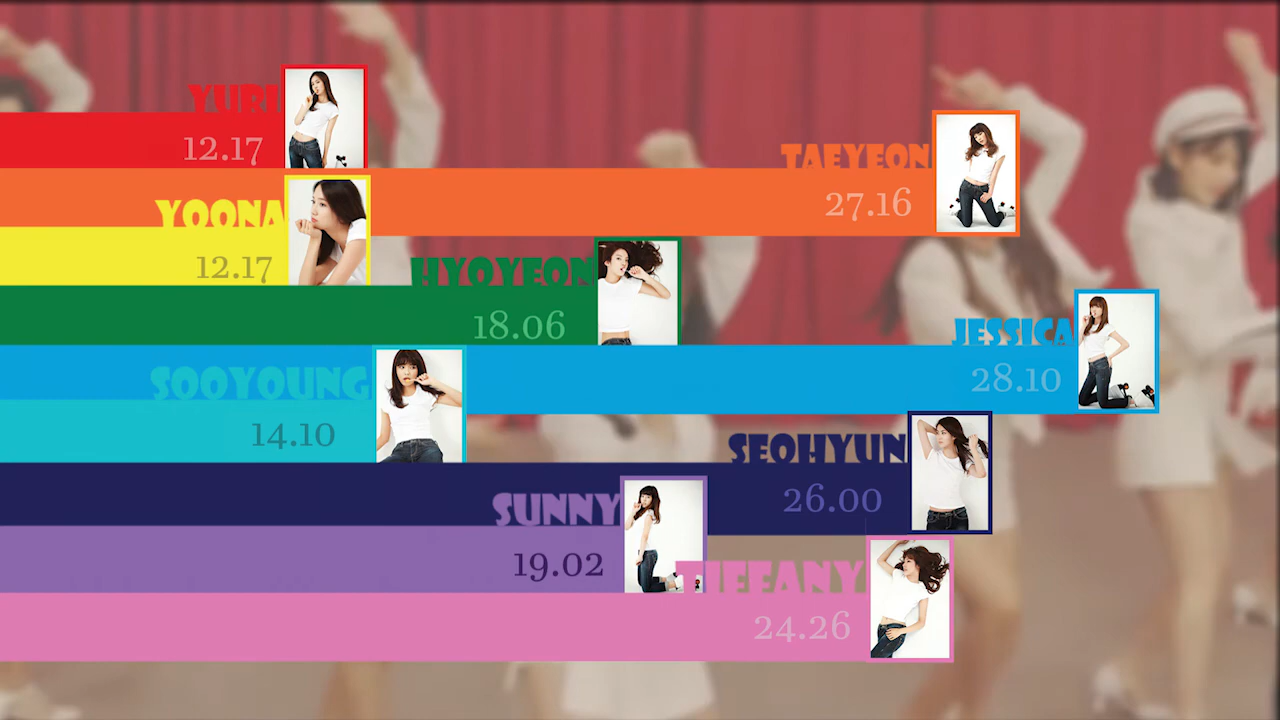 YURI
12.17
TAEYEON
27.16
YOONA
12.17
HYOYEON
18.06
JESSICA
28.10
SOOYOUNG
14.10
SEOHYUN
26.00
SUNNY
19.02
TIFFANY
24.26